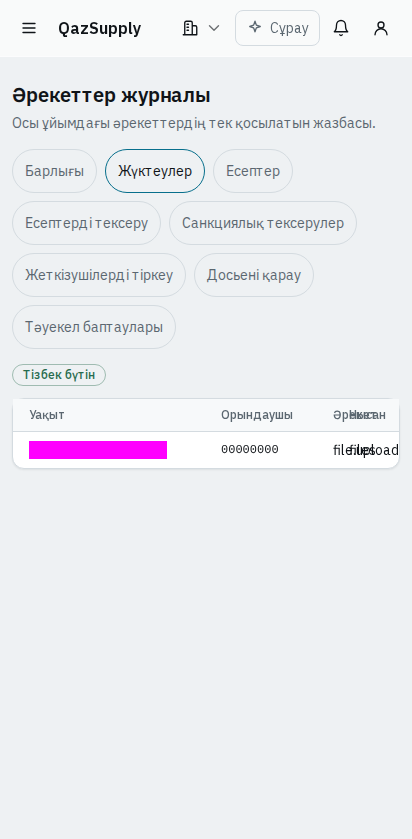 QazSupply
Сұрау
Әрекеттер журналы
Осы ұйымдағы әрекеттердің тек қосылатын жазбасы.
Барлығы
Жүктеулер
Есептер
Есептерді тексеру
Санкциялық тексерулер
Жеткізушілерді тіркеу
Досьені қарау
Тәуекел баптаулары
Тізбек бүтін
Уақыт Орындаушы
00000000